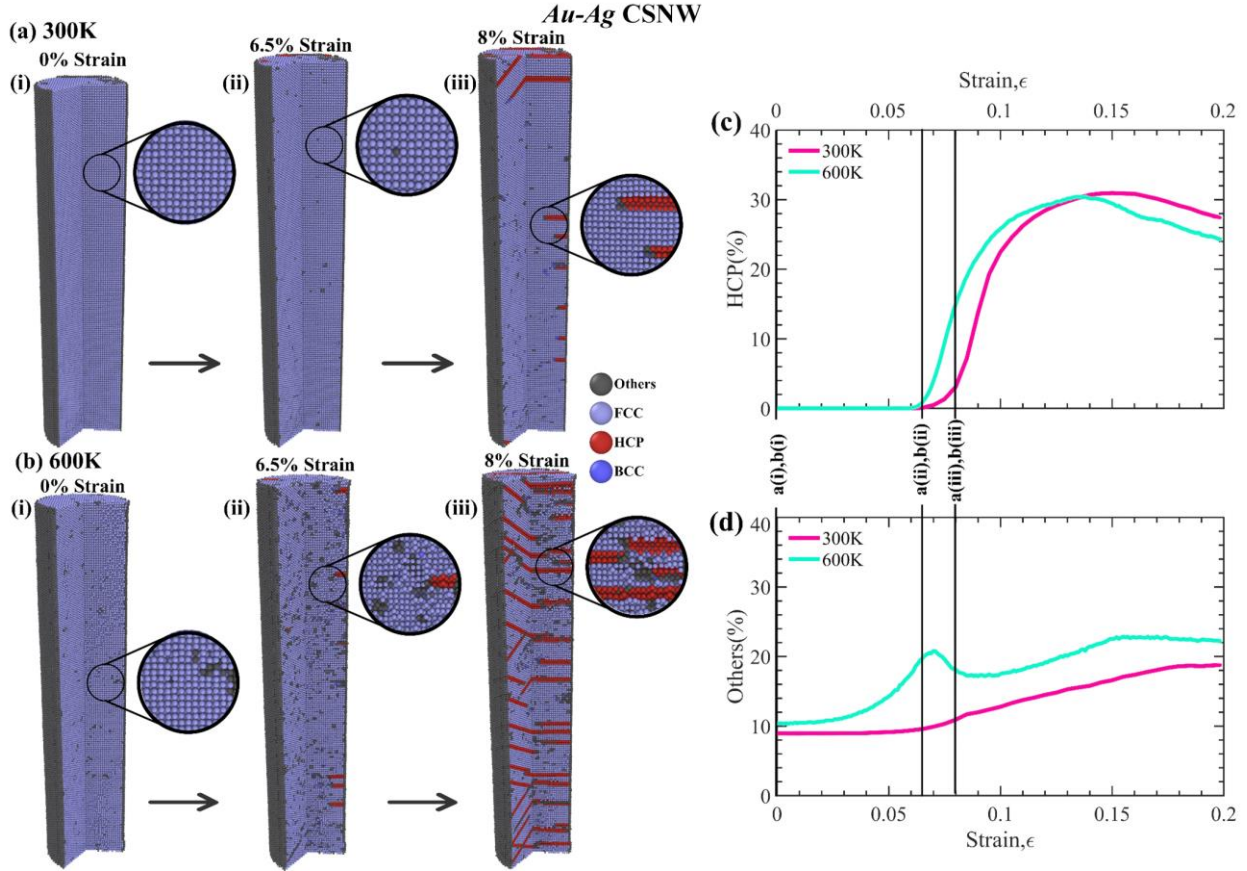 Au-Ag CSNW
(a) 300K
0% Strain
6.5% Strain
8% Strain
(i)
(ii)
(iii)
Others
FCC
HCP
BCC
(b) 600K
0% Strain
6.5% Strain
8% Strain
(i)
(ii)
(iii)
(c)
Strain,ϵ
0 0.05 0.1 0.15 0.2
HCP(%)
40
30
20
10
0
300K
600K
a(i),b(i)
a(ii),b(ii)
a(iii),b(iii)
(d)
Others(%)
40
30
20
10
0
300K
600K
0 0.05 0.1 0.15 0.2
Strain,ϵ